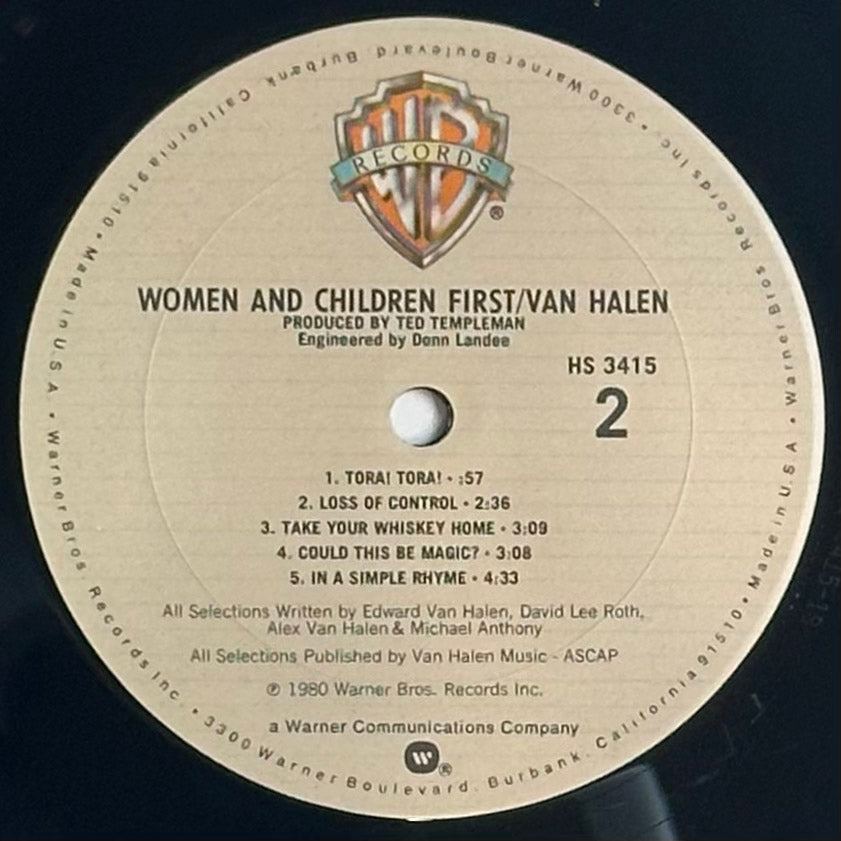 RECORDS
®
WOMEN AND CHILDREN FIRST/VAN HALEN
PRODUCED BY TED TEMPLEMAN
Engineered by Donn Landee
HS 3415
2
1. TORA! TORA! • :57
2. LOSS OF CONTROL • 2:36
3. TAKE YOUR WHISKEY HOME • 3:09
4. COULD THIS BE MAGIC? • 3:08
5. IN A SIMPLE RHYME • 4:33
All Selections Written by Edward Van Halen, David Lee Roth,
Alex Van Halen & Michael Anthony
All Selections Published by Van Halen Music - ASCAP
℗ 1980 Warner Bros. Records Inc.
a Warner Communications Company
W®
Warner Bros. Records Inc. • 3300 Warner Boulevard. Burbank. California 91510 • Made in U.S.A. • Warner Bros. Records Inc. • 3300 Warner Boulevard. Burbank. California 91510 • Made in U.S.A. •